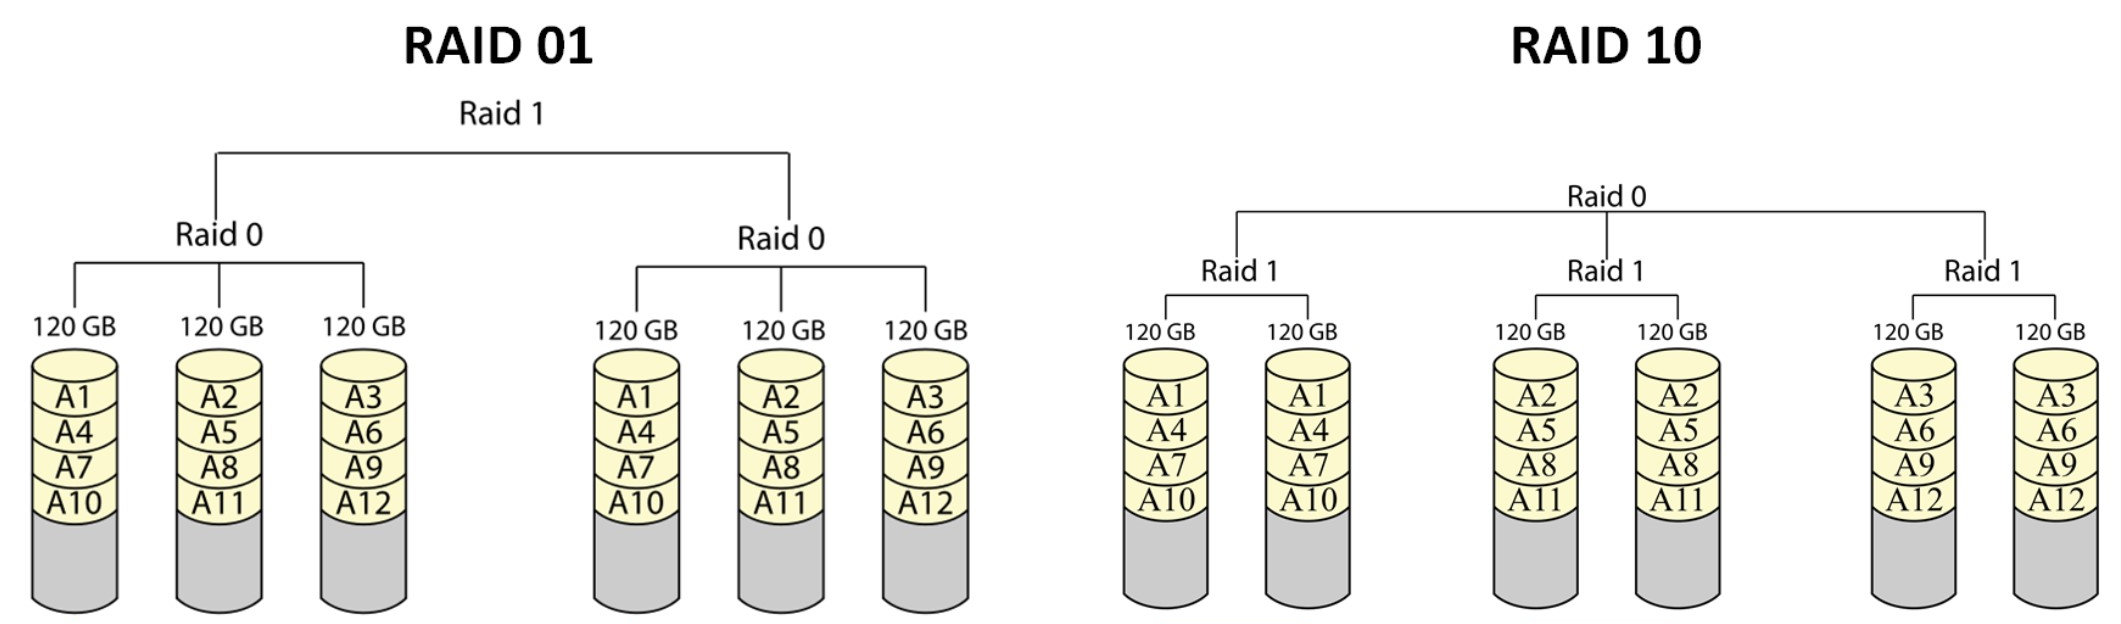 RAID 01
Raid 1
Raid 0 Raid 0
120 GB 120 GB 120 GB 120 GB 120 GB 120 GB
A1 A2 A3 A1 A2 A3
A4 A5 A6 A4 A5 A6
A7 A8 A9 A7 A8 A9
A10 A11 A12 A10 A11 A12
RAID 10
Raid 0
Raid 1 Raid 1 Raid 1
120 GB 120 GB 120 GB 120 GB 120 GB 120 GB
A1 A1 A2 A2 A3 A3
A4 A4 A5 A5 A6 A6
A7 A7 A8 A8 A9 A9
A10 A10 A11 A11 A12 A12